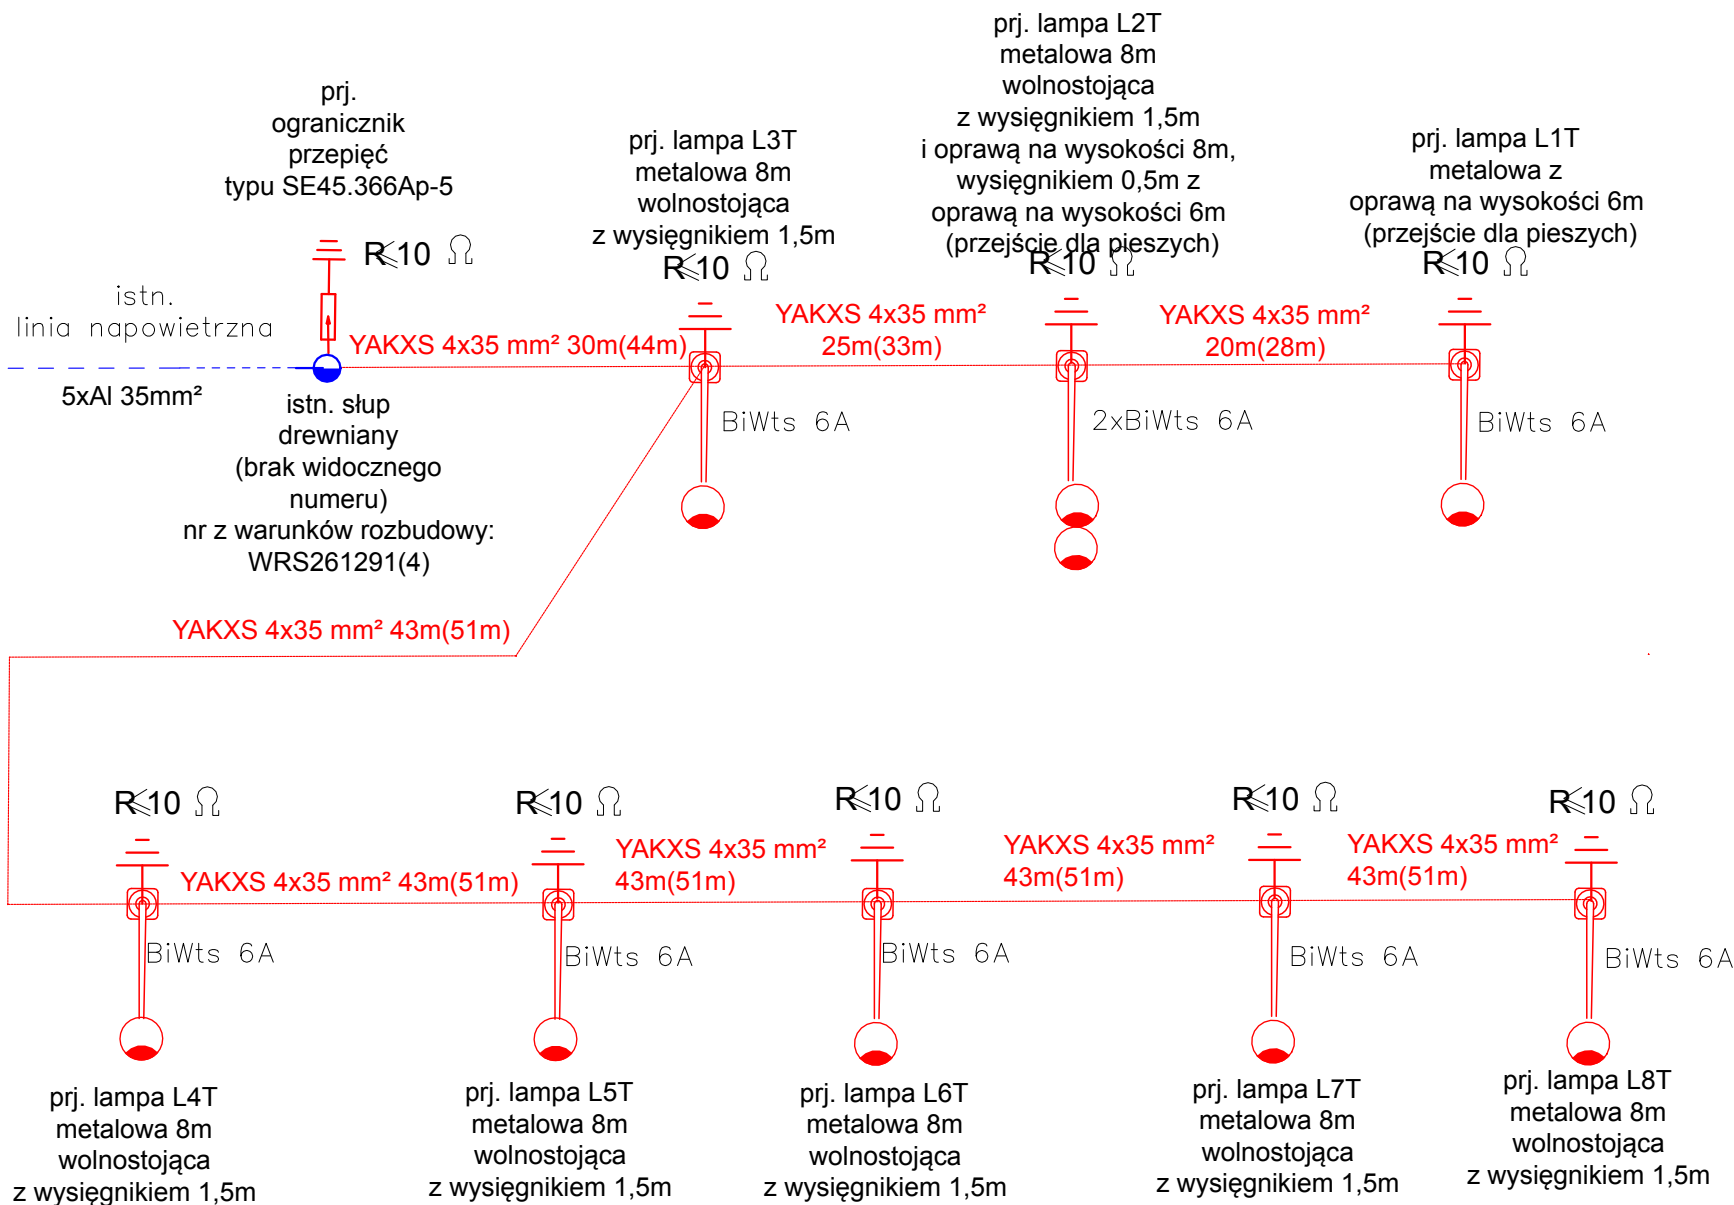 prj. lampa L2T
metalowa 8m
wolnostojąca
z wysięgnikiem 1,5m
i oprawą na wysokości 8m,
wysięgnikiem 0,5m z
oprawą na wysokości 6m
(przejście dla pieszych)
R⩽10 Ω
prj.
ogranicznik
przepięć
typu SE45.366Ap-5
R⩽10 Ω
prj. lampa L3T
metalowa 8m
wolnostojąca
z wysięgnikiem 1,5m
R⩽10 Ω
prj. lampa L1T
metalowa z
oprawą na wysokości 6m
(przejście dla pieszych)
R⩽10 Ω
istn.
linia napowietrzna
5xAl 35mm²
YAKXS 4x35 mm² 30m(44m)
YAKXS 4x35 mm²
25m(33m)
YAKXS 4x35 mm²
20m(28m)
istn. słup
drewniany
(brak widocznego
numeru)
nr z warunków rozbudowy:
WRS261291(4)
BiWts 6A
2xBiWts 6A
BiWts 6A
YAKXS 4x35 mm² 43m(51m)
R⩽10 Ω
R⩽10 Ω
R⩽10 Ω
R⩽10 Ω
R⩽10 Ω
YAKXS 4x35 mm² 43m(51m)
YAKXS 4x35 mm²
43m(51m)
YAKXS 4x35 mm²
43m(51m)
YAKXS 4x35 mm²
43m(51m)
BiWts 6A
BiWts 6A
BiWts 6A
BiWts 6A
BiWts 6A
prj. lampa L4T
metalowa 8m
wolnostojąca
z wysięgnikiem 1,5m
prj. lampa L5T
metalowa 8m
wolnostojąca
z wysięgnikiem 1,5m
prj. lampa L6T
metalowa 8m
wolnostojąca
z wysięgnikiem 1,5m
prj. lampa L7T
metalowa 8m
wolnostojąca
z wysięgnikiem 1,5m
prj. lampa L8T
metalowa 8m
wolnostojąca
z wysięgnikiem 1,5m